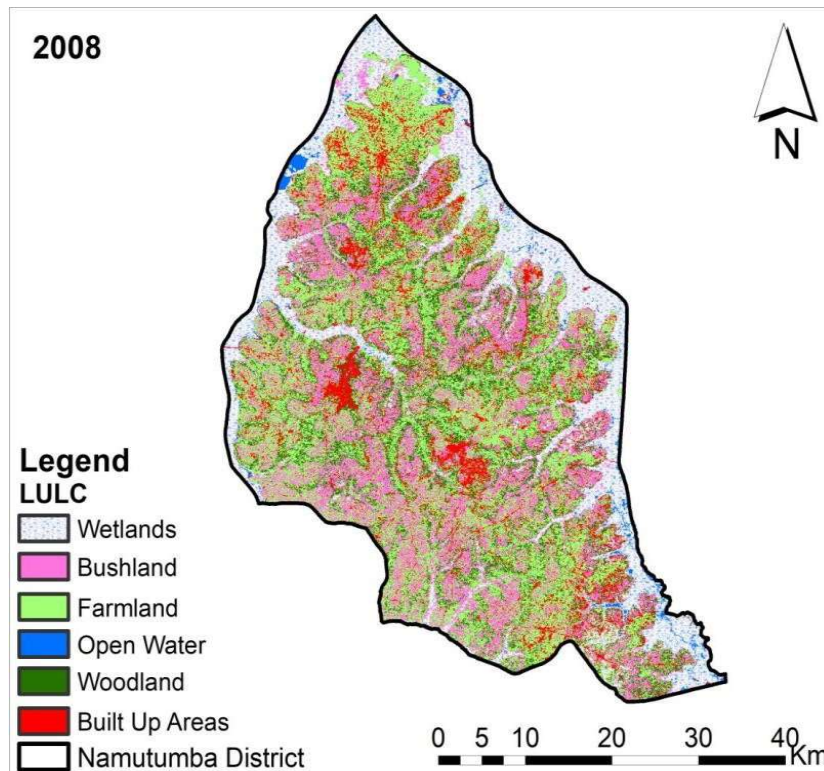 2008
N
Legend
LULC
Wetlands
Bushland
Farmland
Open Water
Woodland
Built Up Areas
Namutumba District
0 5 10 20 30 40
Km